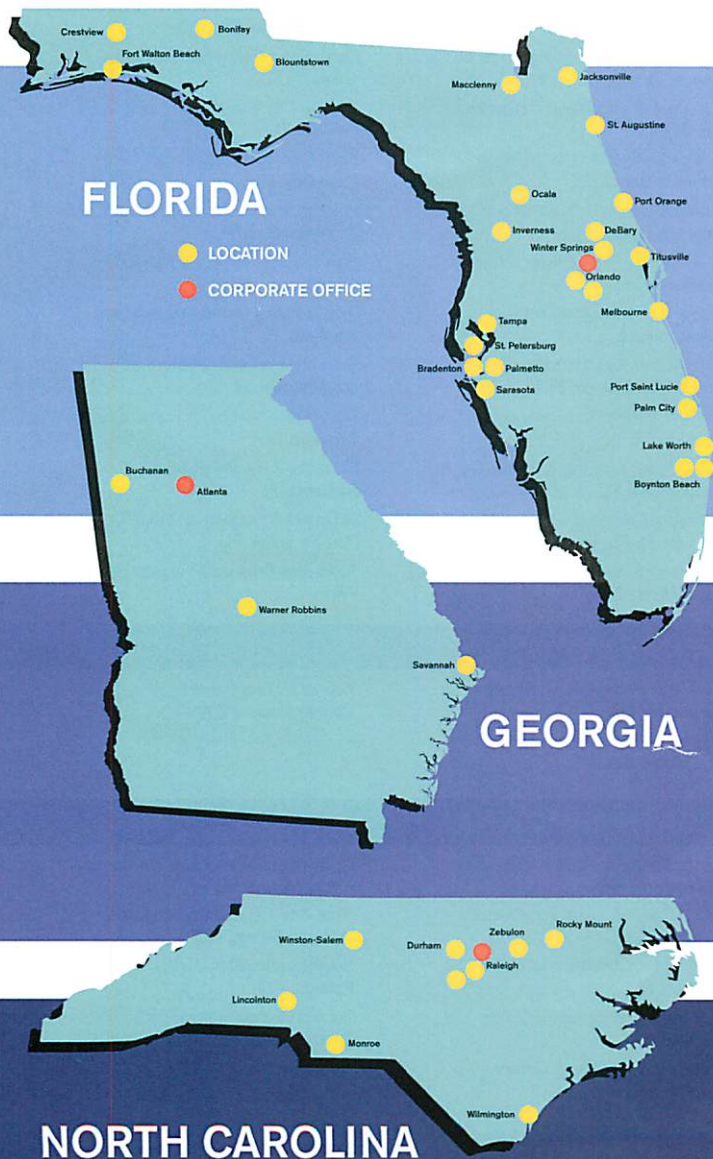 Crestview
Bonifay
Fort Walton Beach
Blountstown
Macclenny
Jacksonville
St. Augustine
FLORIDA
Ocala
Port Orange
Inverness
DeBary
Winter Springs
Titusville
LOCATION
Orlando
CORPORATE OFFICE
Melbourne
Tampa
St. Petersburg
Bradenton
Palmetto
Sarasota
Port Saint Lucie
Palm City
Lake Worth
Boynton Beach
Buchanan
Atlanta
Warner Robbins
Savannah
GEORGIA
Winston-Salem
Durham
Zebulon
Rocky Mount
Raleigh
Lincolnton
Monroe
Wilmington
NORTH CAROLINA